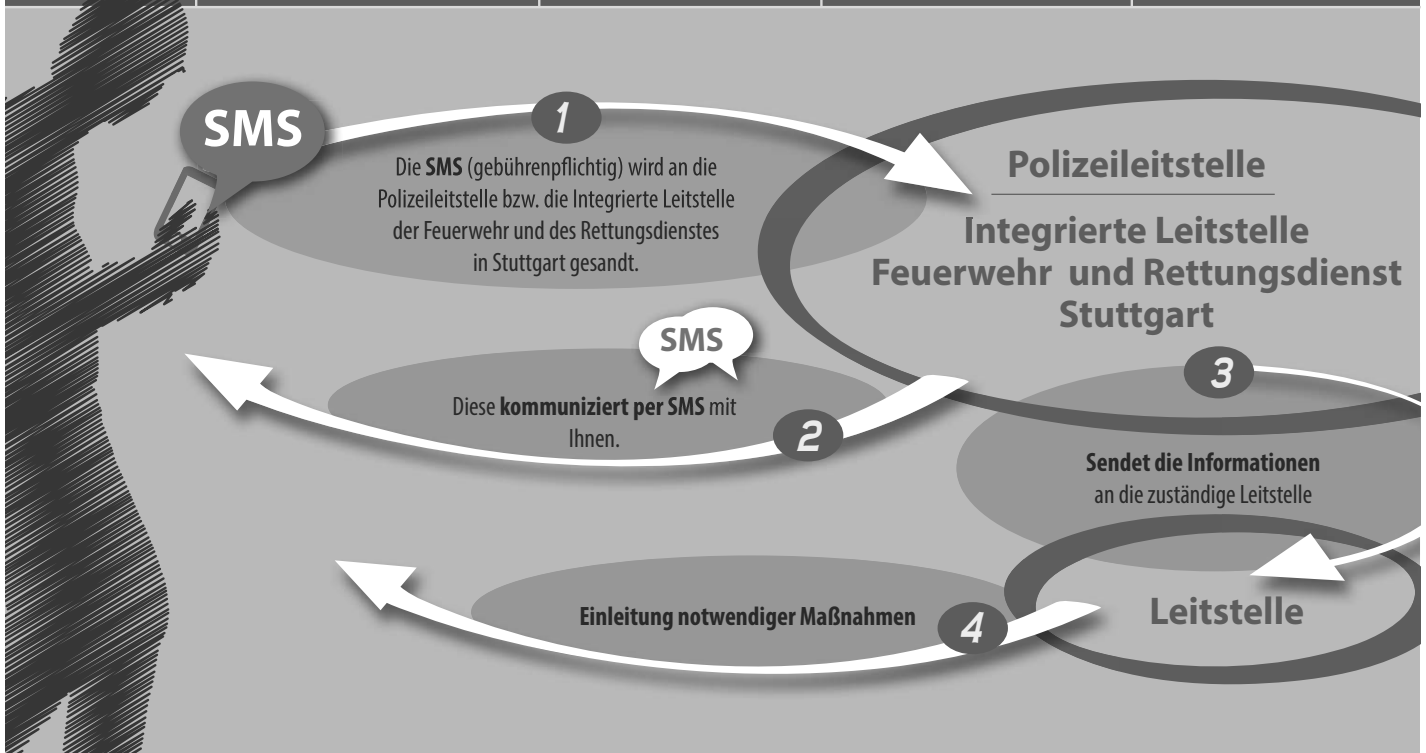 SMS
1
Die SMS (gebührenpflichtig) wird an die
Polizeileitstelle bzw. die Integrierte Leitstelle
der Feuerwehr und des Rettungsdienstes
in Stuttgart gesandt.
Polizeileitstelle
Integrierte Leitstelle
Feuerwehr und Rettungsdienst
Stuttgart
SMS
Diese kommuniziert per SMS mit
Ihnen.
2
3
Sendet die Informationen
an die zuständige Leitstelle
Einleitung notwendiger Maßnahmen
4
Leitstelle